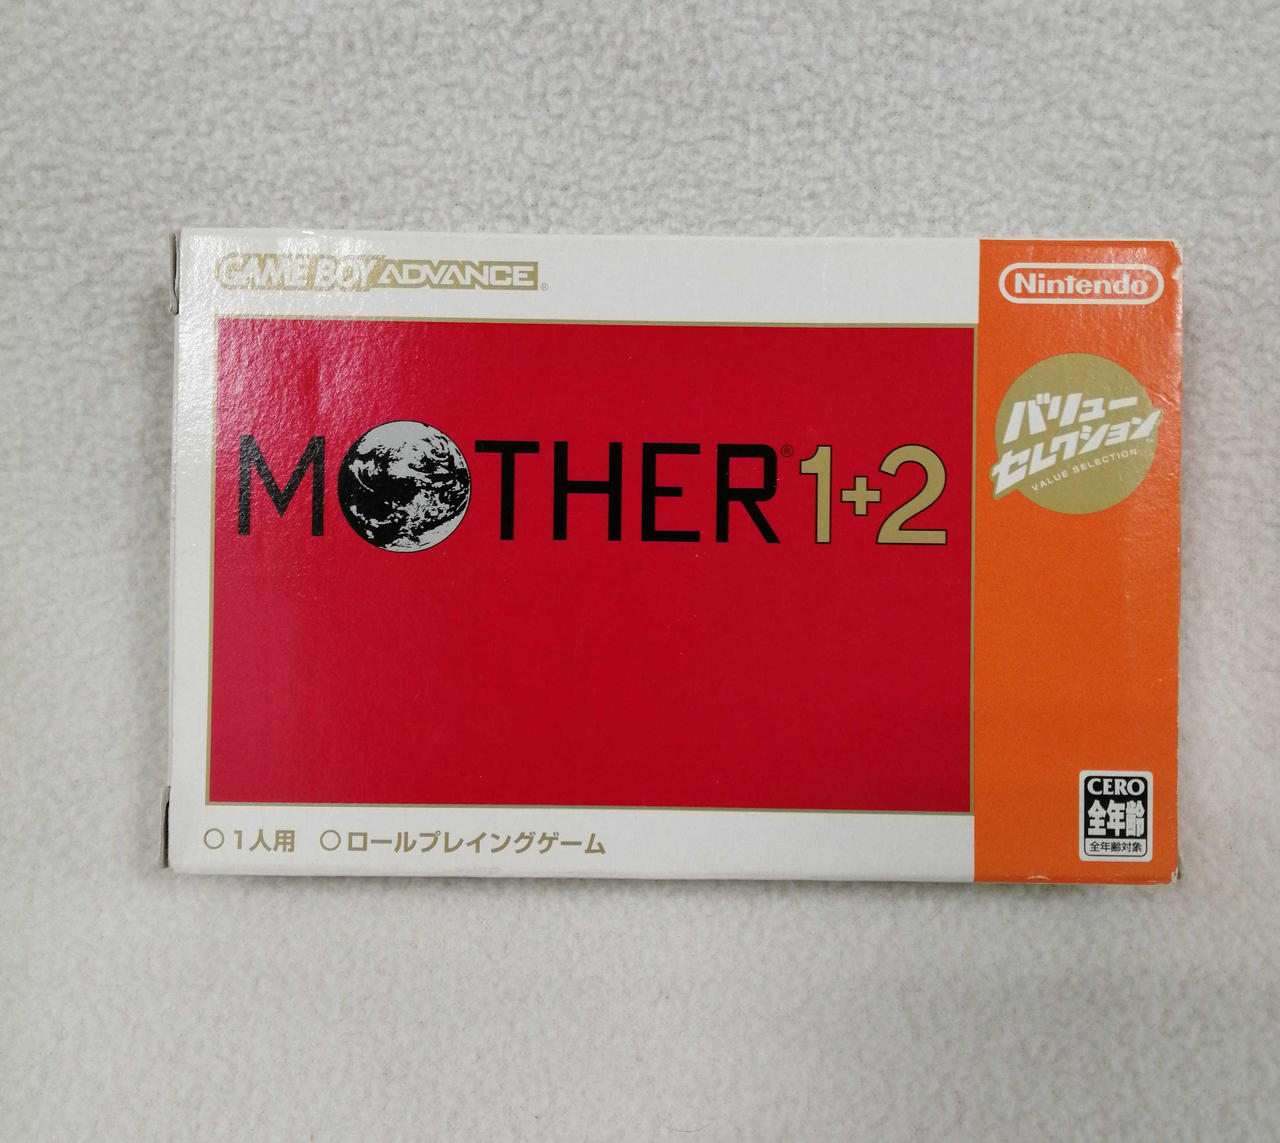 GAME BOY ADVANCE®
Nintendo®
MOTHER® 1+2
バリュー
セレクション™
VALUE SELECTION
○1人用 ○ロールプレイングゲーム
CERO
全年齢
全年齢対象